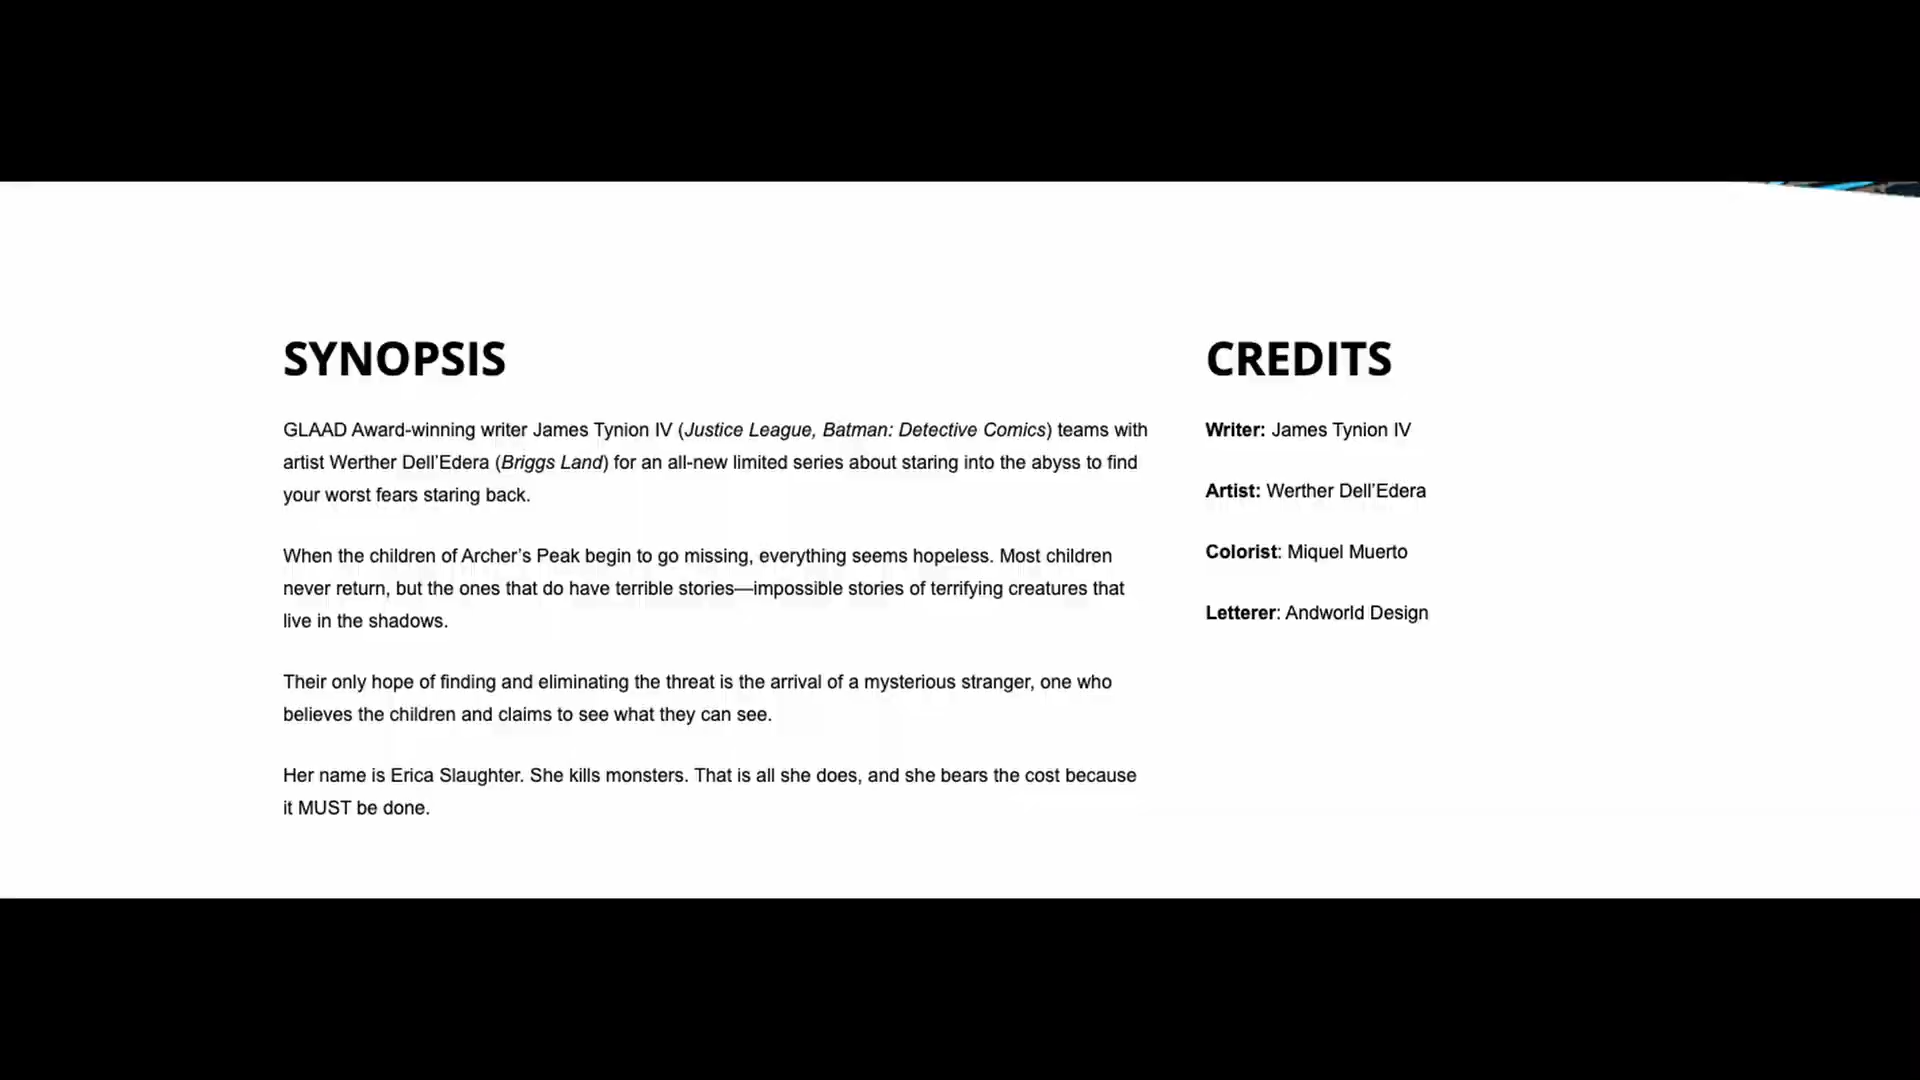 SYNOPSIS
GLAAD Award-winning writer James Tynion IV (Justice League, Batman: Detective Comics) teams with
artist Werther Dell’Edera (Briggs Land) for an all-new limited series about staring into the abyss to find
your worst fears staring back.
When the children of Archer’s Peak begin to go missing, everything seems hopeless. Most children
never return, but the ones that do have terrible stories—impossible stories of terrifying creatures that
live in the shadows.
Their only hope of finding and eliminating the threat is the arrival of a mysterious stranger, one who
believes the children and claims to see what they can see.
Her name is Erica Slaughter. She kills monsters. That is all she does, and she bears the cost because
it MUST be done.
CREDITS
Writer: James Tynion IV
Artist: Werther Dell’Edera
Colorist: Miquel Muerto
Letterer: Andworld Design